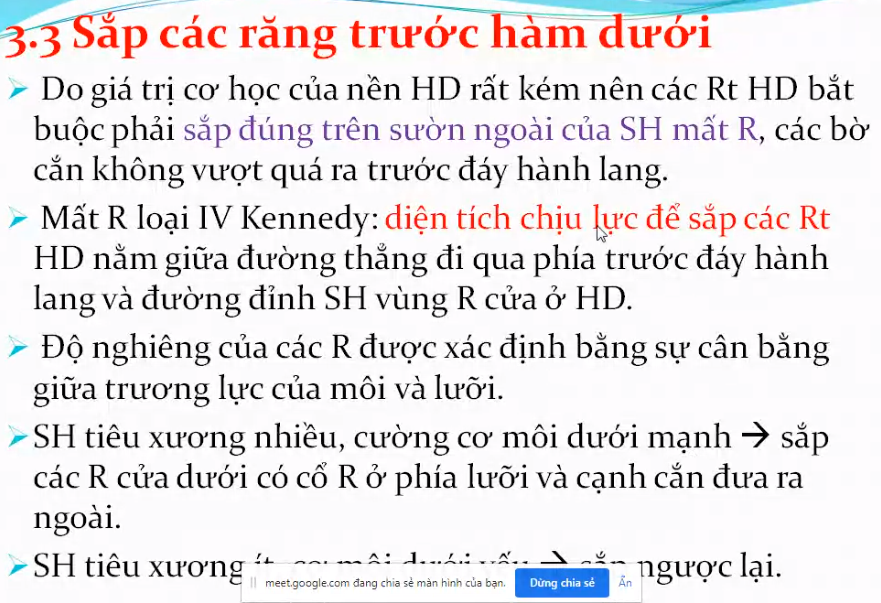 3.3 Sắp các răng trước hàm dưới
➢ Do giá trị cơ học của nền HD rất kém nên các Rt HD bắt
buộc phải sắp đúng trên sườn ngoài của SH mất R, các bờ
cắn không vượt quá ra trước đáy hành lang.
➢ Mất R loại IV Kennedy: diện tích chịu lực để sắp các Rt
HD nằm giữa đường thẳng đi qua phía trước đáy hành
lang và đường đỉnh SH vùng R cửa ở HD.
➢ Độ nghiêng của các R được xác định bằng sự cân bằng
giữa trương lực của môi và lưỡi.
➢ SH tiêu xương nhiều, cường cơ môi dưới mạnh → sắp
các R cửa dưới có cổ R ở phía lưỡi và cạnh cắn đưa ra
ngoài.
➢ SH tiêu xương ngược lại.
meet.google.com đang chia sẻ màn hình của bạn. Dừng chia sẻ Ẩn